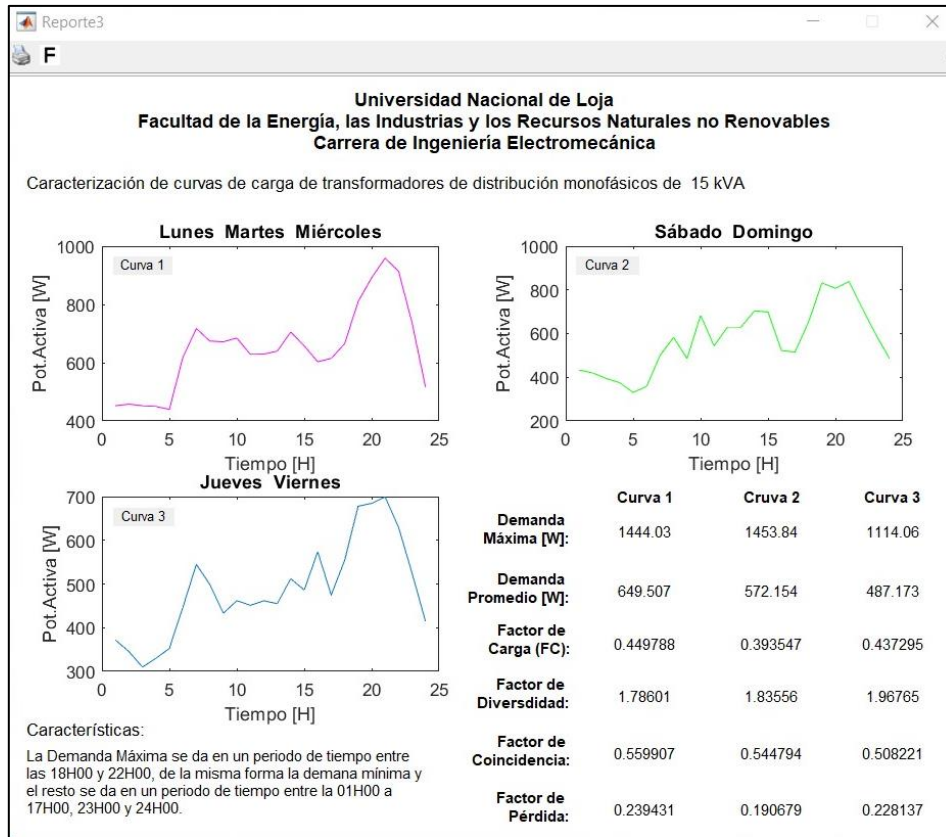 Reporte3
F
Universidad Nacional de Loja
Facultad de la Energía, las Industrias y los Recursos Naturales no Renovables
Carrera de Ingeniería Electromecánica
Caracterización de curvas de carga de transformadores de distribución monofásicos de 15 kVA
Lunes Martes Miércoles
Curva 1
Pot.Activa [W]
1000
800
600
400
0 5 10 15 20 25
Tiempo [H]
Sábado Domingo
Curva 2
Pot.Activa [W]
1000
800
600
400
200
0 5 10 15 20 25
Tiempo [H]
Jueves Viernes
Curva 3
Pot.Activa [W]
700
600
500
400
300
0 5 10 15 20 25
Tiempo [H]
Curva 1 Cruva 2 Curva 3
Demanda
Máxima [W]: 1444.03 1453.84 1114.06
Demanda
Promedio [W]: 649.507 572.154 487.173
Factor de
Carga (FC): 0.449788 0.393547 0.437295
Factor de
Diversdidad: 1.78601 1.83556 1.96765
Factor de
Coincidencia: 0.559907 0.544794 0.508221
Factor de
Pérdida: 0.239431 0.190679 0.228137
Características:
La Demanda Máxima se da en un periodo de tiempo entre
las 18H00 y 22H00, de la misma forma la demana mínima y
el resto se da en un periodo de tiempo entre la 01H00 a
17H00, 23H00 y 24H00.